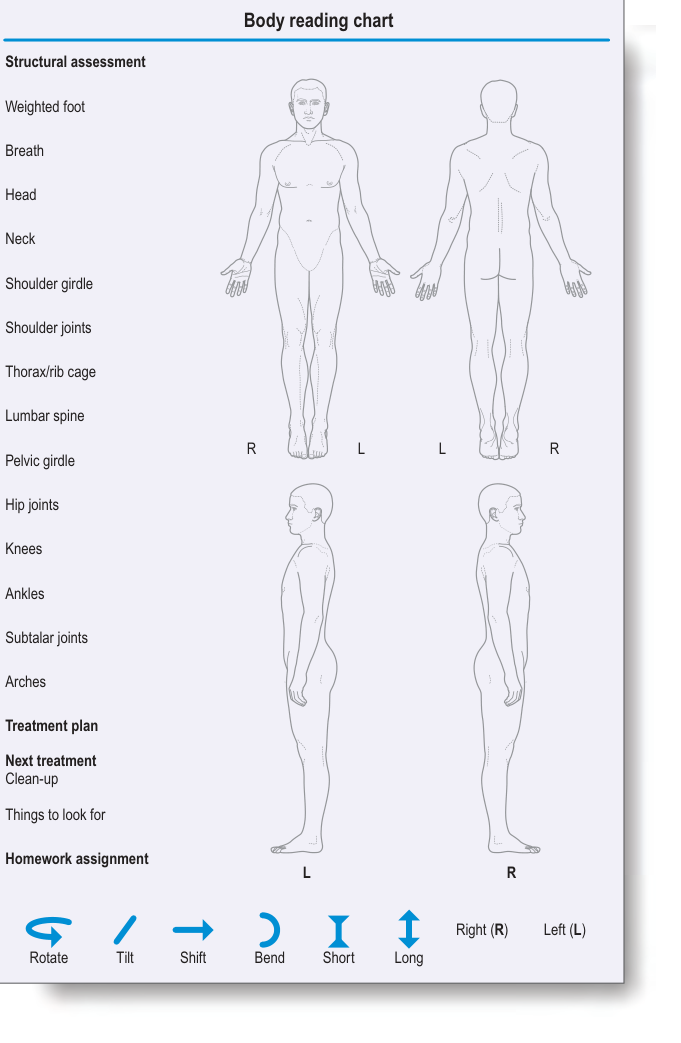 Body reading chart
Structural assessment
Weighted foot
Breath
Head
Neck
Shoulder girdle
Shoulder joints
Thorax/rib cage
Lumbar spine
Pelvic girdle
Hip joints
Knees
Ankles
Subtalar joints
Arches
Treatment plan
Next treatment
Clean-up
Things to look for
Homework assignment
R L L R
L R
Rotate Tilt Shift Bend Short Long Right (R) Left (L)